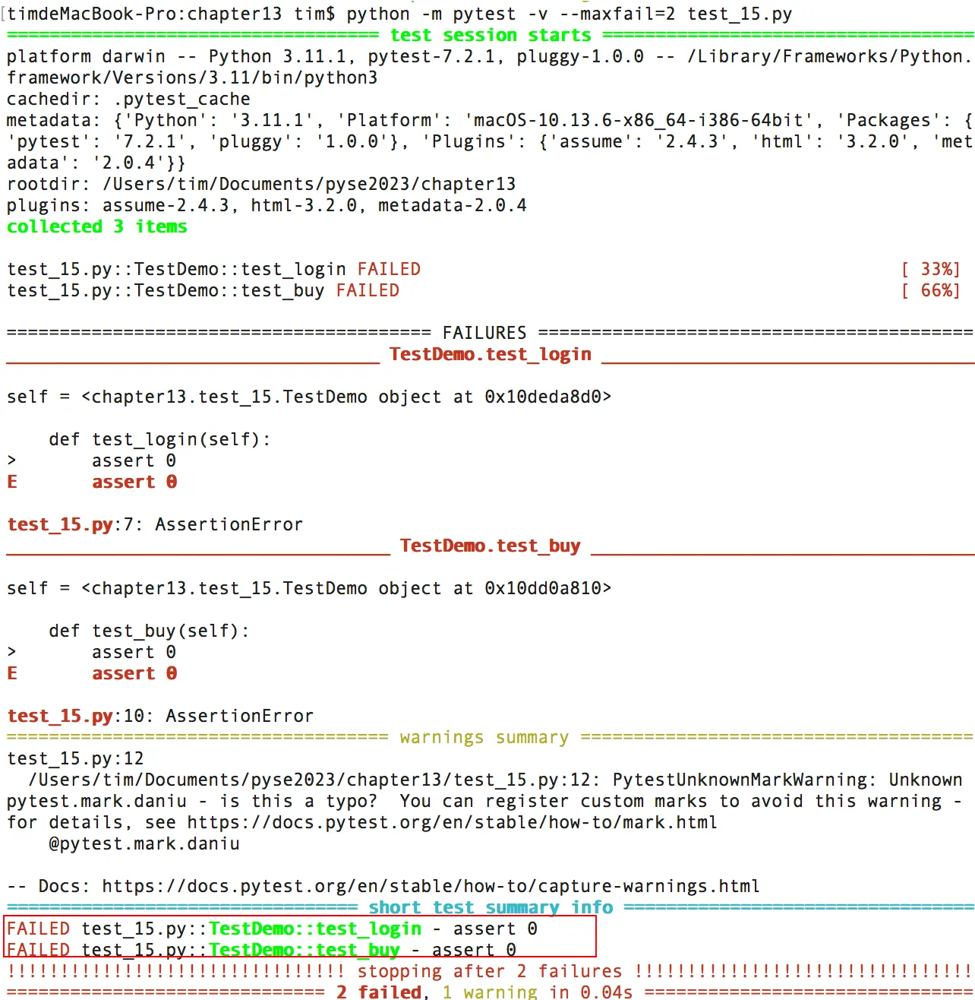 timdeMacBook-Pro:chapter13 tim$ python -m pytest -v --maxfail=2 test_15.py
=================================== test session starts ===================================
platform darwin -- Python 3.11.1, pytest-7.2.1, pluggy-1.0.0 -- /Library/Frameworks/Python.
framework/Versions/3.11/bin/python3
cachedir: .pytest_cache
metadata: {'Python': '3.11.1', 'Platform': 'macOS-10.13.6-x86_64-i386-64bit', 'Packages': {
'pytest': '7.2.1', 'pluggy': '1.0.0'}, 'Plugins': {'assume': '2.4.3', 'html': '3.2.0', 'met
adata': '2.0.4'}}
rootdir: /Users/tim/Documents/pyse2023/chapter13
plugins: assume-2.4.3, html-3.2.0, metadata-2.0.4
collected 3 items
test_15.py::TestDemo::test_login FAILED [ 33%]
test_15.py::TestDemo::test_buy FAILED [ 66%]
======================================== FAILURES =========================================
___________________________________ TestDemo.test_login ___________________________________
self = <chapter13.test_15.TestDemo object at 0x10deda8d0>
    def test_login(self):
>       assert 0
E       assert 0
test_15.py:7: AssertionError
____________________________________ TestDemo.test_buy ____________________________________
self = <chapter13.test_15.TestDemo object at 0x10dd0a810>
    def test_buy(self):
>       assert 0
E       assert 0
test_15.py:10: AssertionError
==================================== warnings summary =====================================
test_15.py:12
  /Users/tim/Documents/pyse2023/chapter13/test_15.py:12: PytestUnknownMarkWarning: Unknown
pytest.mark.daniu - is this a typo?  You can register custom marks to avoid this warning -
for details, see https://docs.pytest.org/en/stable/how-to/mark.html
    @pytest.mark.daniu
-- Docs: https://docs.pytest.org/en/stable/how-to/capture-warnings.html
================================= short test summary info =================================
FAILED test_15.py::TestDemo::test_login - assert 0
FAILED test_15.py::TestDemo::test_buy - assert 0
!!!!!!!!!!!!!!!!!!!!!!!!!!!!!!!! stopping after 2 failures !!!!!!!!!!!!!!!!!!!!!!!!!!!!!!!!
============================== 2 failed, 1 warning in 0.04s ===============================